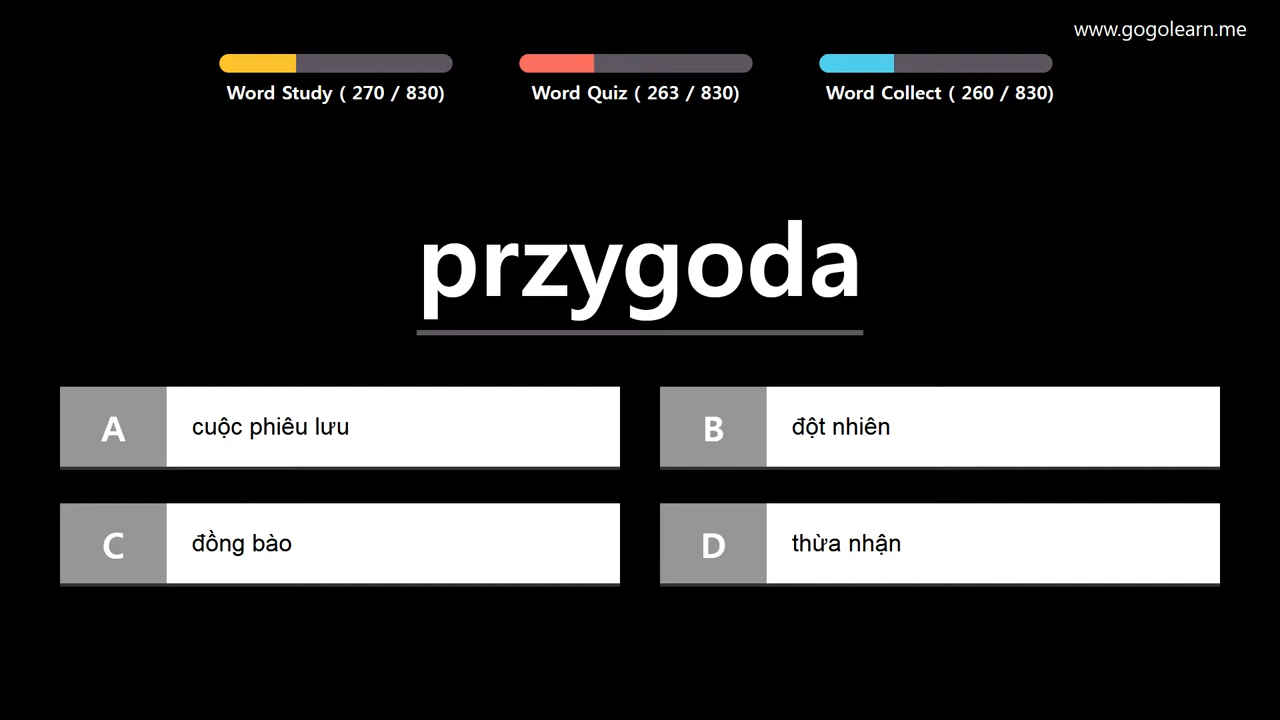 www.gogolearn.me
Word Study ( 270 / 830)
Word Quiz ( 263 / 830)
Word Collect ( 260 / 830)
przygoda
A
cuộc phiêu lưu
B
đột nhiên
C
đồng bào
D
thừa nhận